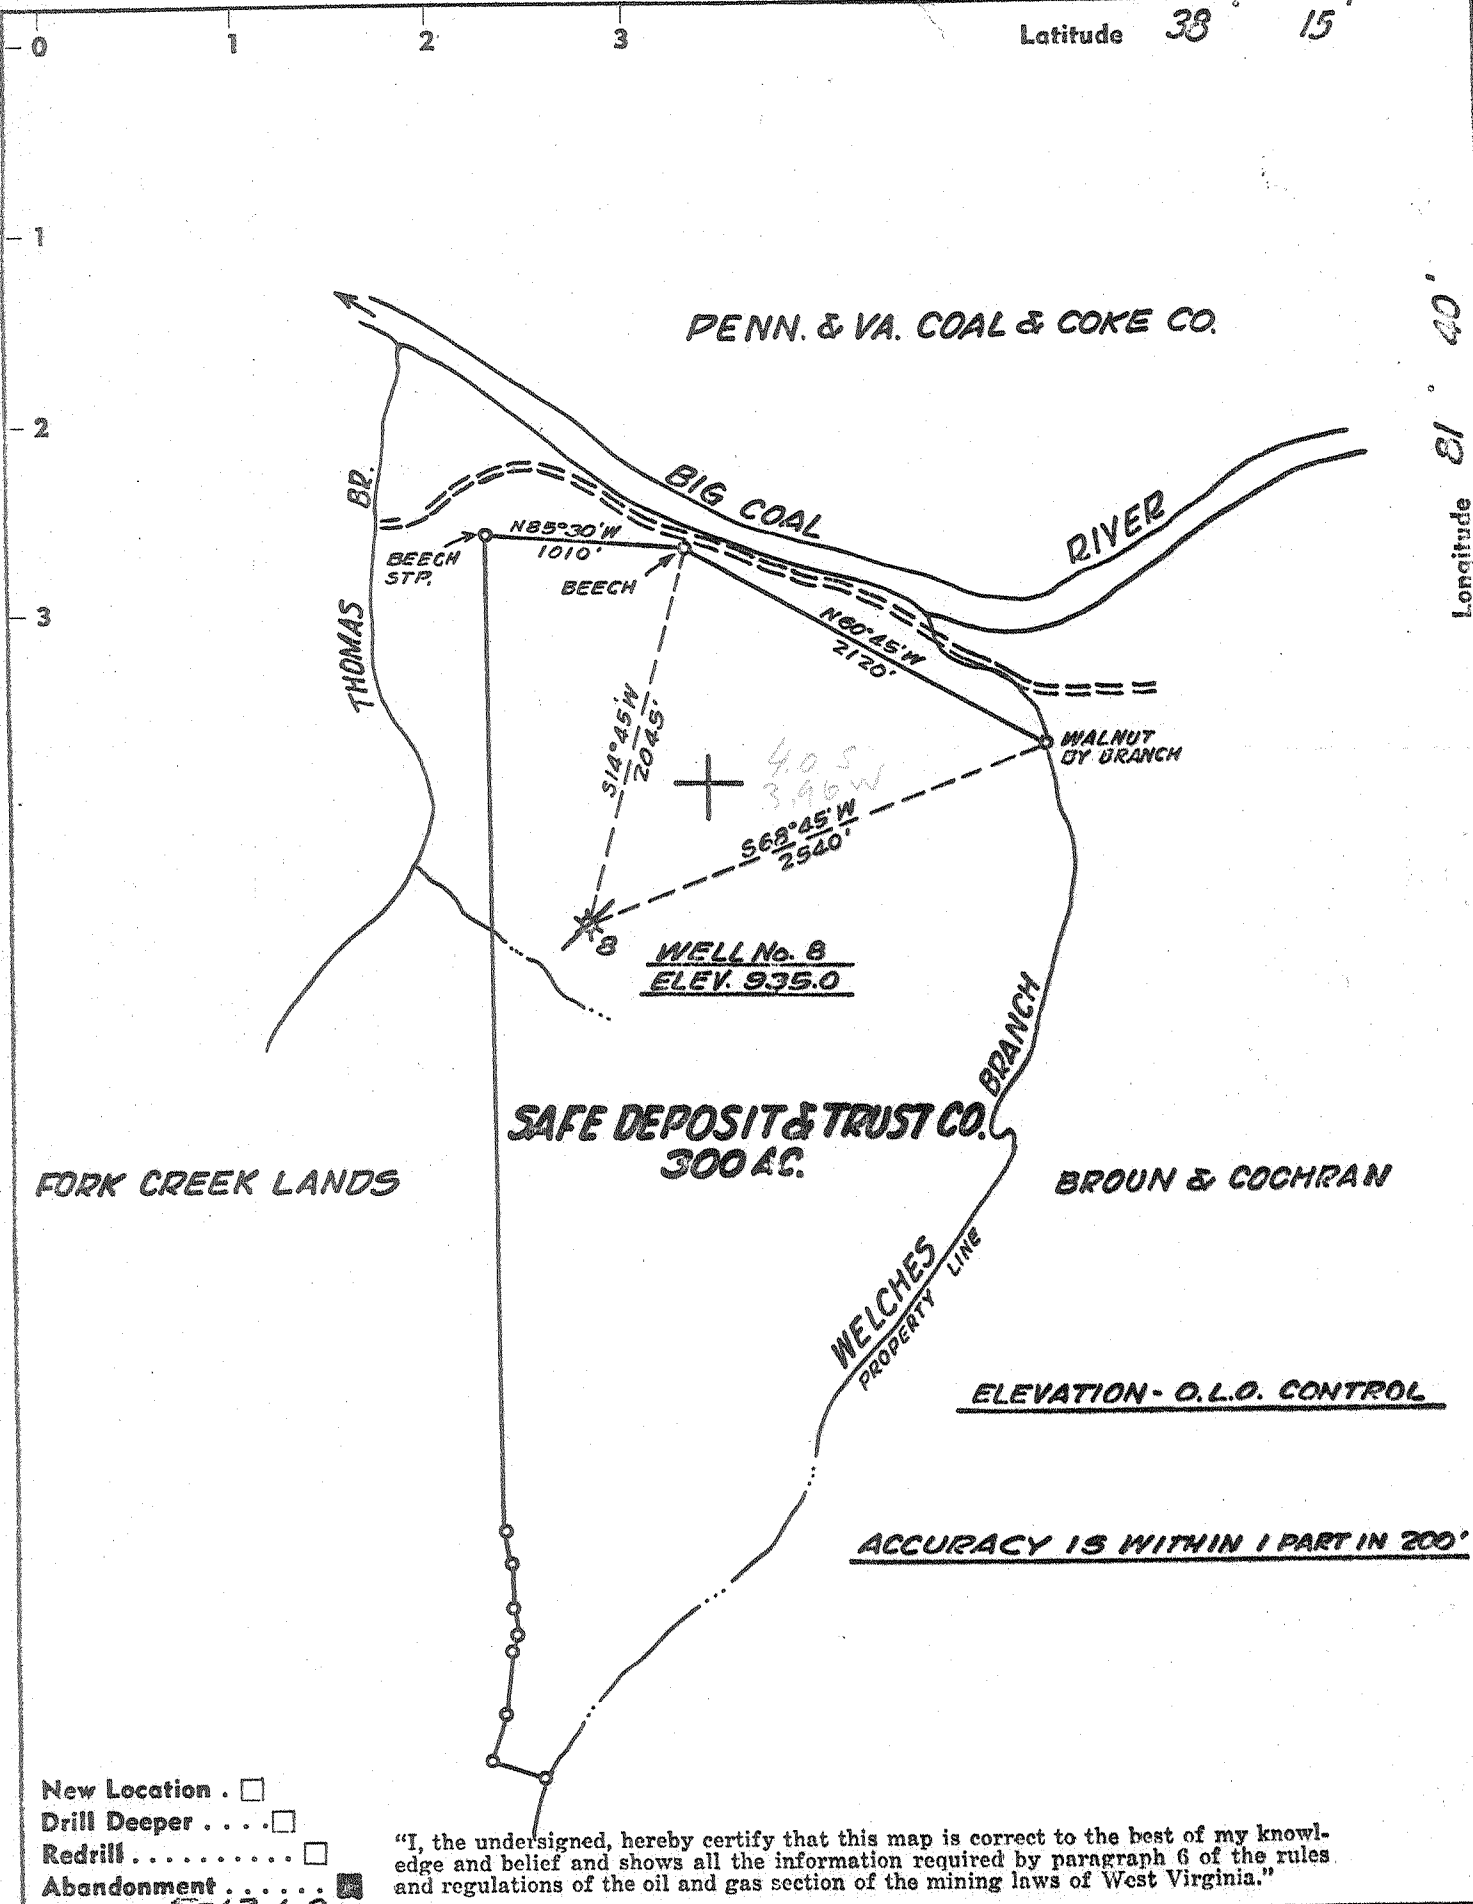 0 1 2 3 Latitude 38° 15'
1
2
3
Longitude 81° 40'
PENN. & VA. COAL & COKE CO.
BIG COAL RIVER
THOMAS BR.
N85°30'W
1010'
BEECH
STP.
BEECH
N60°45'W
2120'
WALNUT
BY BRANCH
S14°45'W
2045'
4.0 S
3.96 W
S68°45'W
2540'
8
WELL No. 8
ELEV. 935.0
BRANCH
SAFE DEPOSIT & TRUST CO.
300 AC.
FORK CREEK LANDS
BROUN & COCHRAN
WELCHES
PROPERTY LINE
ELEVATION - O.L.O. CONTROL
ACCURACY IS WITHIN 1 PART IN 200'
New Location .
Drill Deeper . . . .
Redrill . . . . . . . . . .
Abandonment . . . . . .
"I, the undersigned, hereby certify that this map is correct to the best of my knowl-
edge and belief and shows all the information required by paragraph 6 of the rules
and regulations of the oil and gas section of the mining laws of West Virginia."